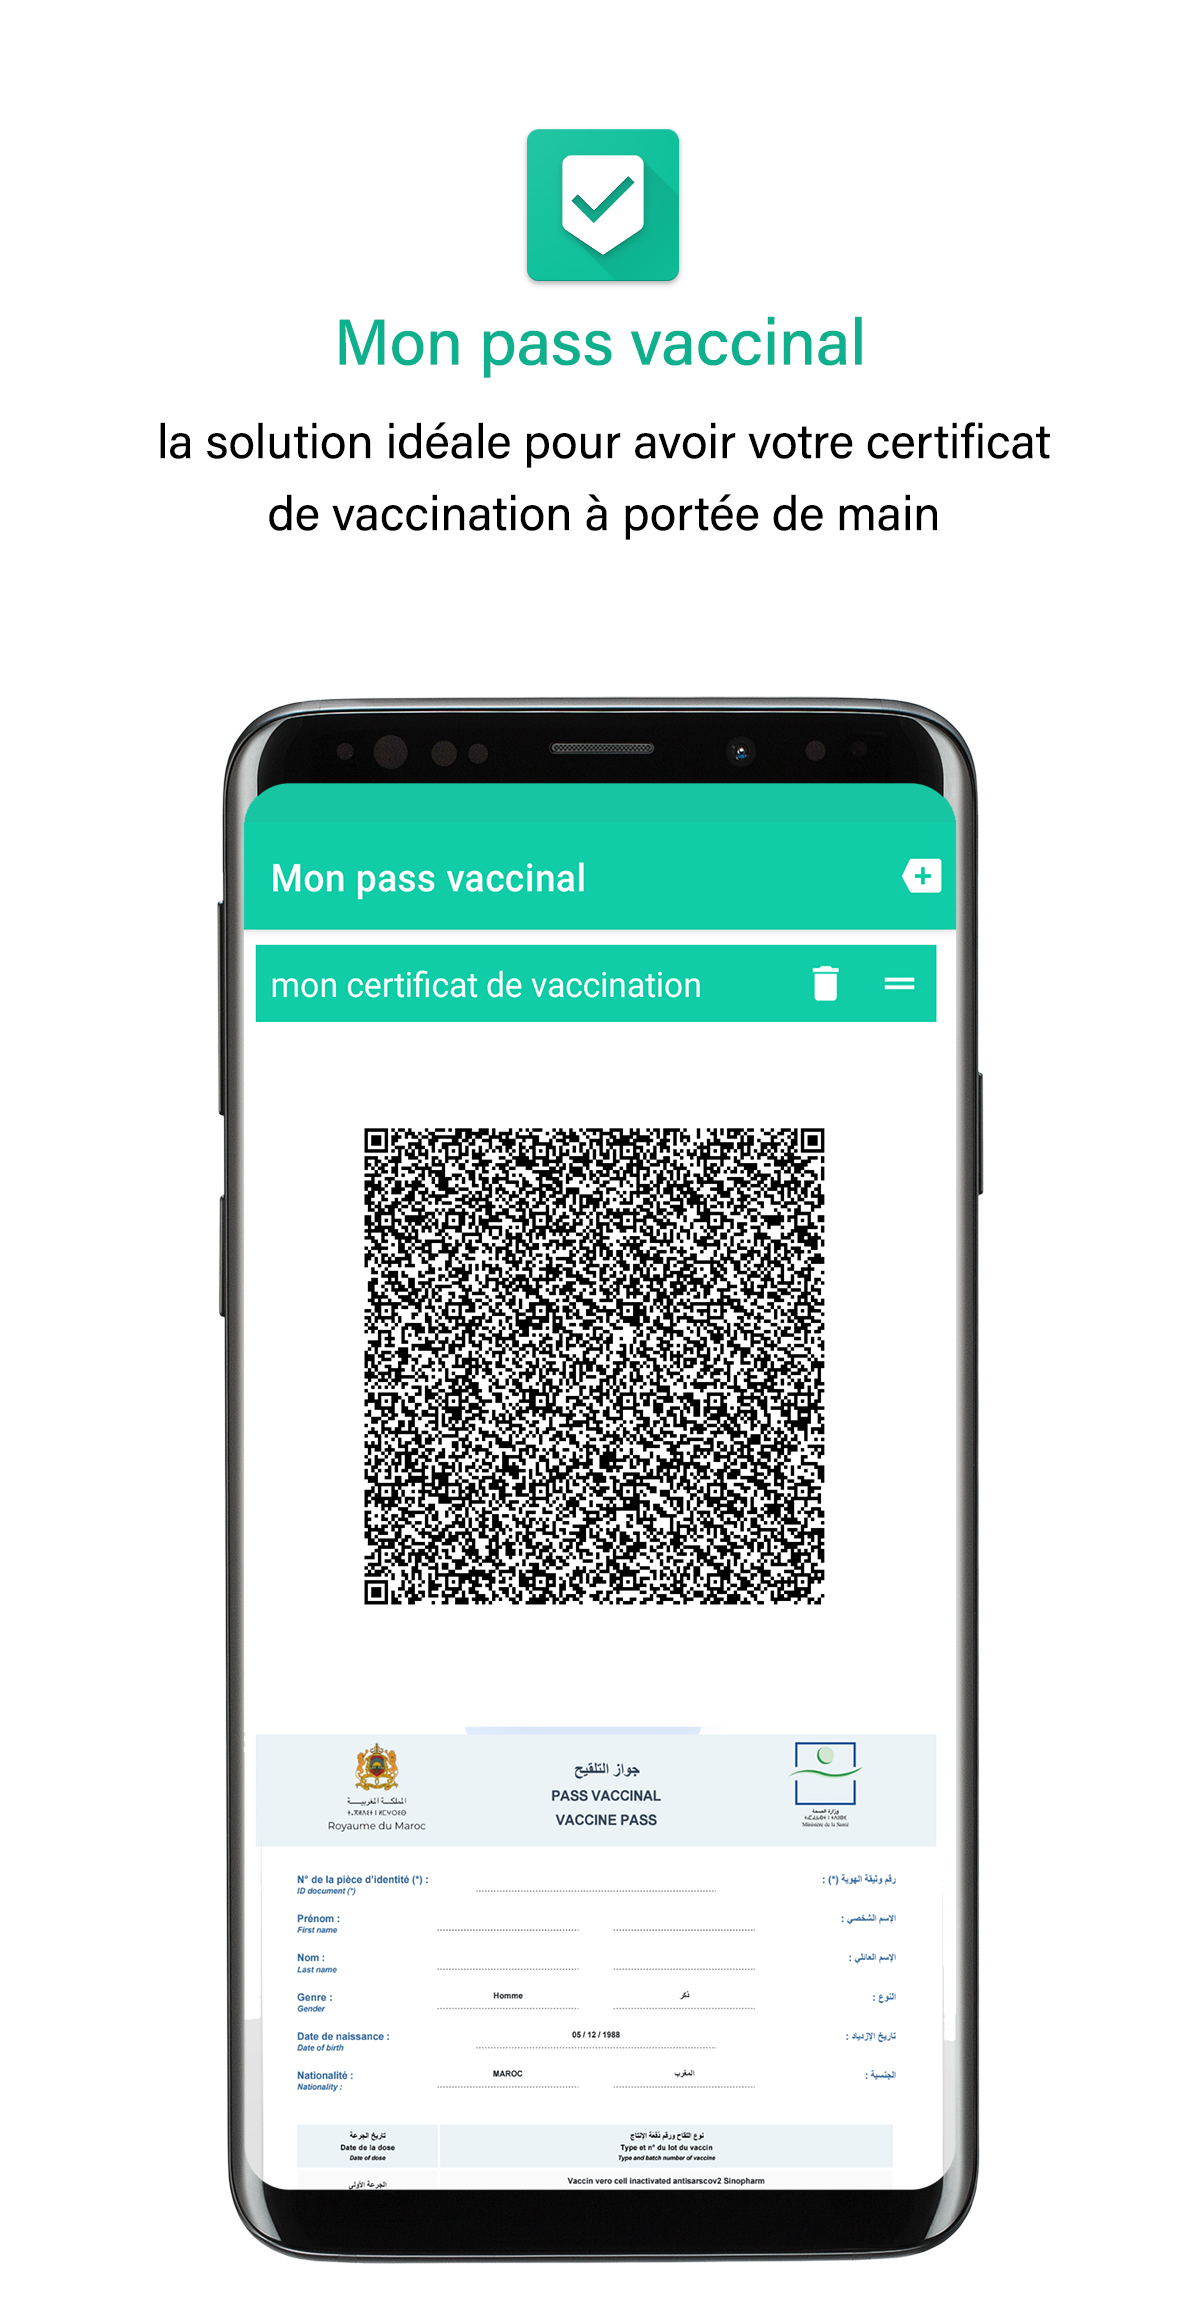 Mon pass vaccinal
la solution idéale pour avoir votre certificat
de vaccination à portée de main
Mon pass vaccinal
mon certificat de vaccination
المملكة المغربية
Royaume du Maroc
جواز التلقيح
PASS VACCINAL
VACCINE PASS
وزارة الصحة
Ministère de la Santé
N° de la pièce d'identité (*) :
رقم وثيقة الهوية (*) :
ID document (*)
Prénom :
الإسم الشخصي :
First name
Nom :
الإسم العائلي :
Last name
Genre :
Homme
ذكر
النوع :
Gender
Date de naissance :
05 / 12 / 1988
تاريخ الإزدياد :
Date of birth
Nationalité :
MAROC
المغرب
الجنسية :
Nationality :
تاريخ الجرعة
Date de la dose
Date of dose
نوع اللقاح ورقم دفعة الإنتاج
Type et n° du lot du vaccin
Type and batch number of vaccine
الجرعة الأولى
Vaccin vero cell inactivated antisarscov2 Sinopharm